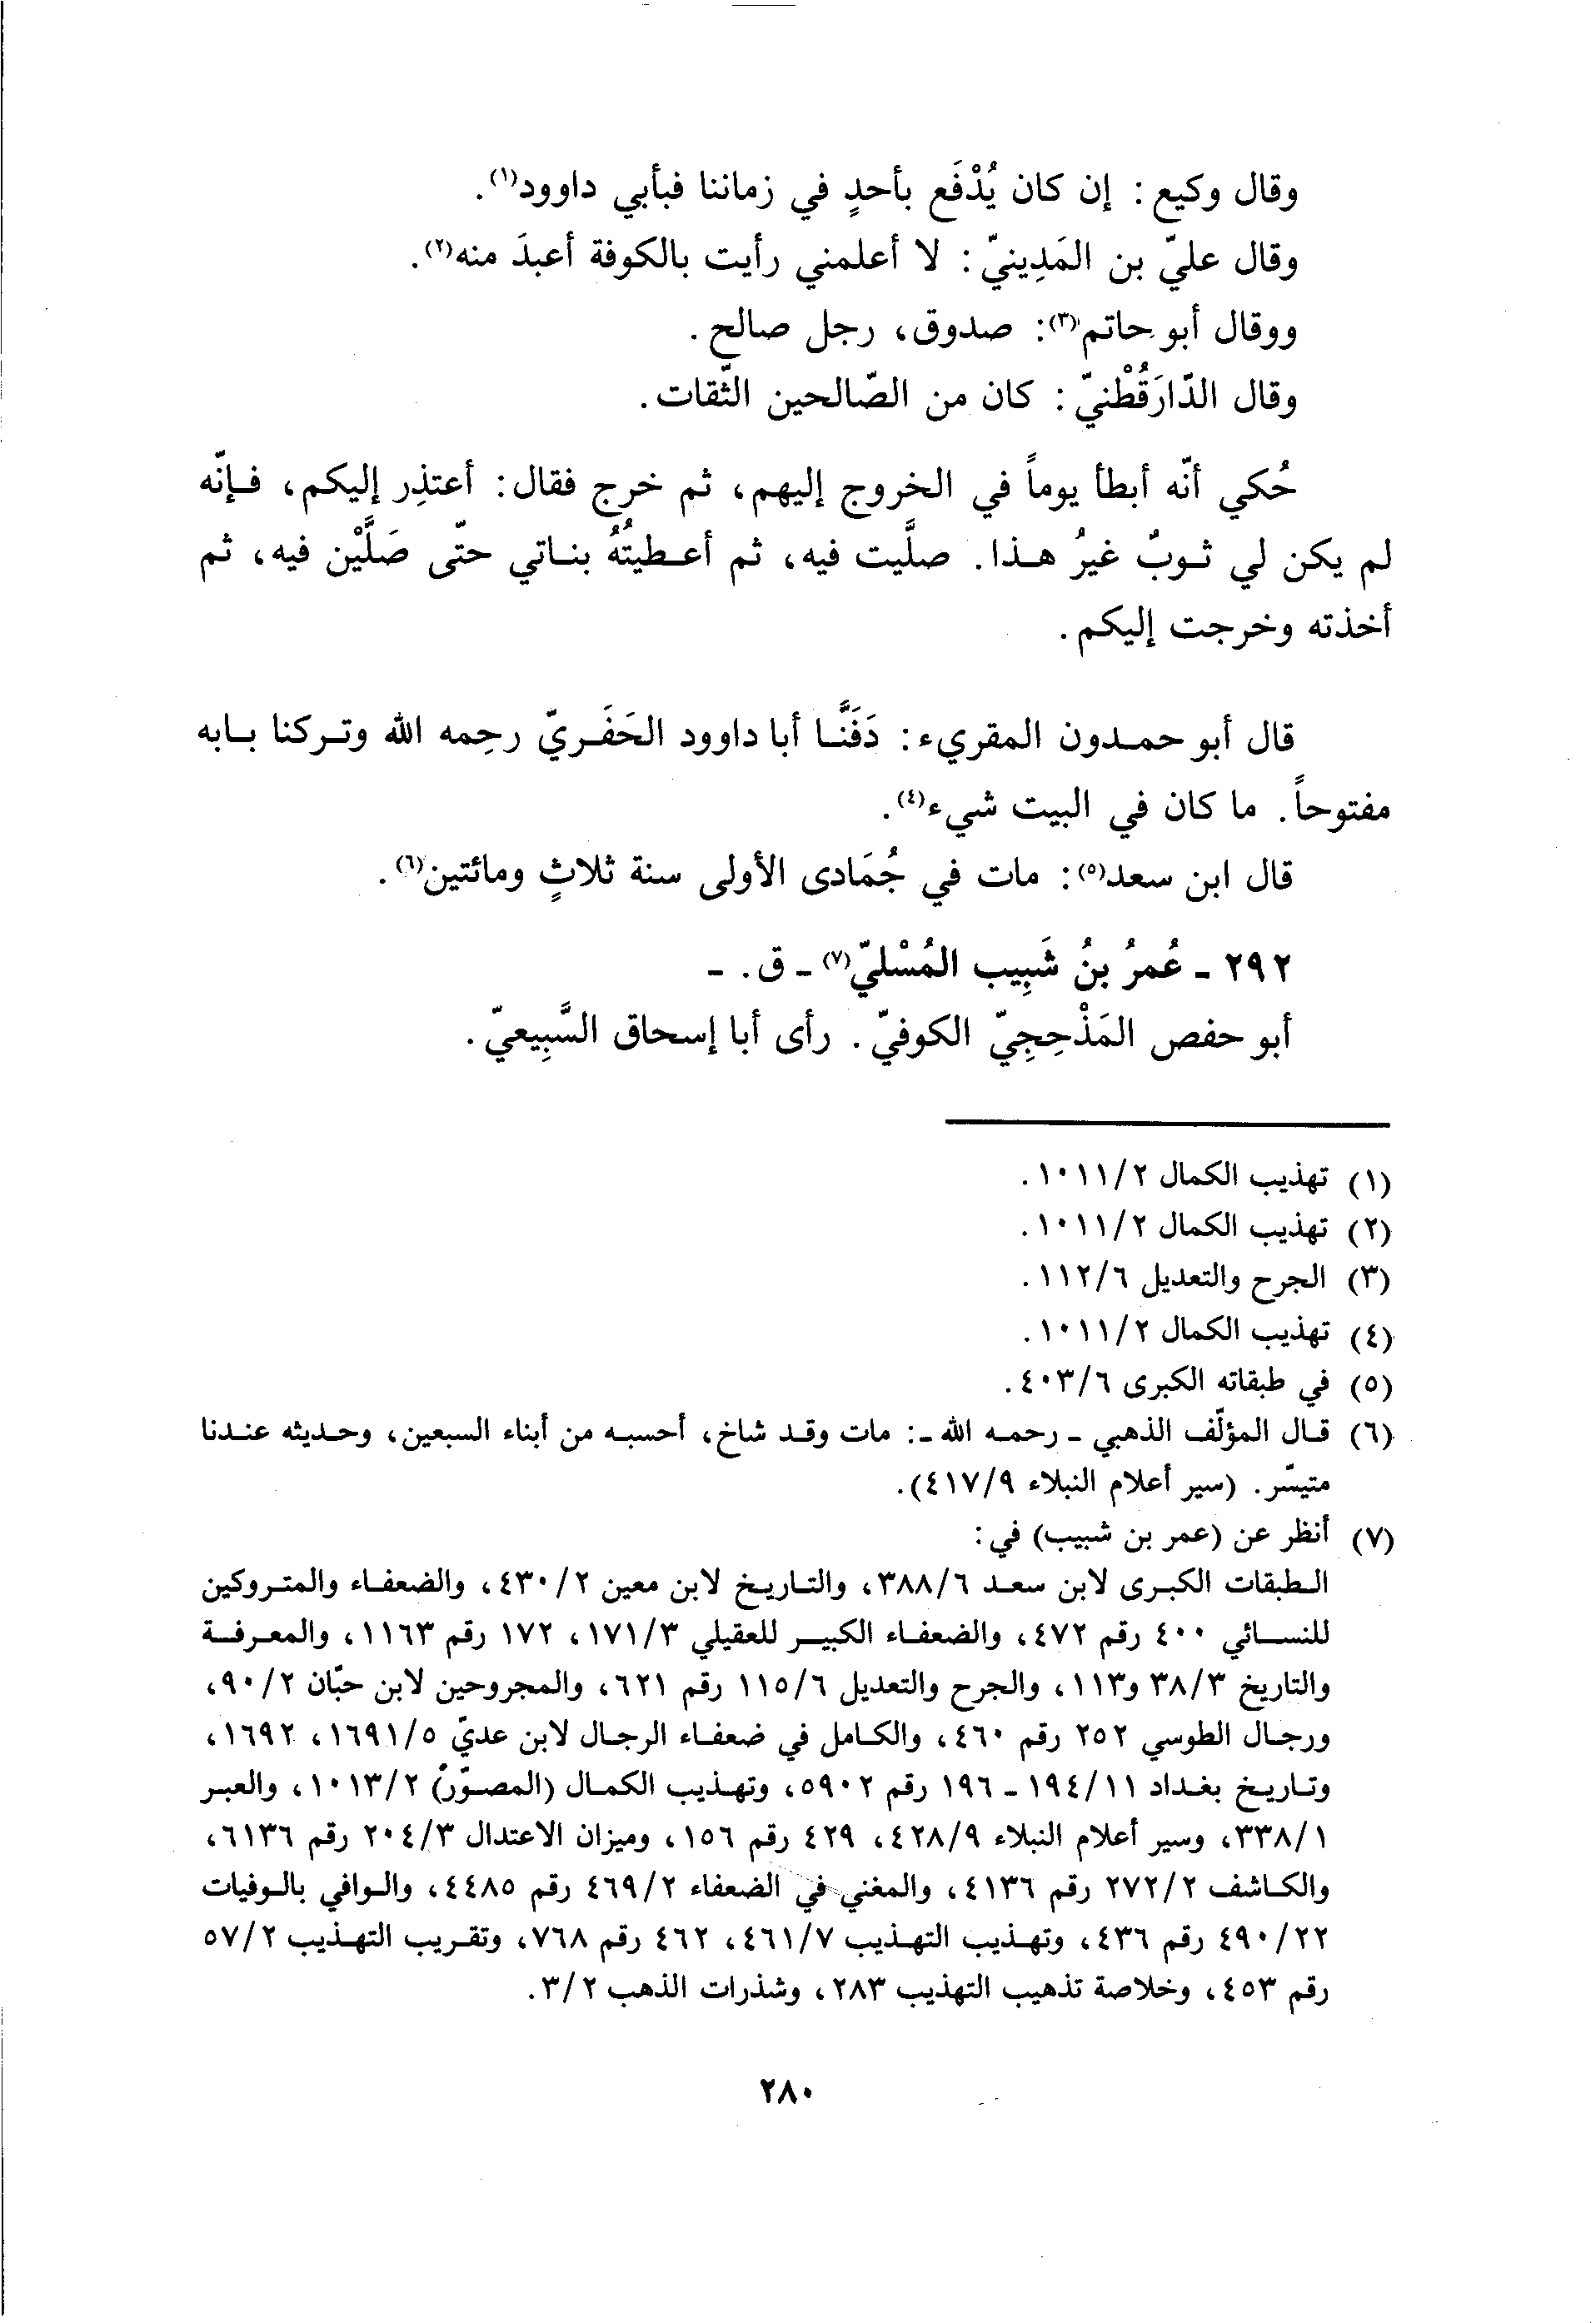 وقال وكيع : إن كان يُدْفَع بأحدٍ في زماننا فبأبي داوود(١) .
وقال عليّ بن المَدِينيّ : لا أعلمني رأيت بالكوفة أعبدَ منه(٢) .
ووقال أبو حاتم(٣) : صدوق، رجل صالح .
وقال الدّارَقُطْنيّ : كان من الصّالحين الثّقات .
حُكي أنّه أبطأ يوماً في الخروج إليهم، ثم خرج فقال : أعتذِر إليكم، فإنّه
لم يكن لي ثوبٌ غيرُ هذا . صلَّيت فيه، ثم أعطيتُهُ بناتي حتّى صَلَّيْن فيه، ثم
أخذته وخرجت إليكم .
قال أبو حمدون المقريء : دَفَنَّا أبا داوود الحَفَريّ رحِمه الله وتركنا بابه
مفتوحاً . ما كان في البيت شيء(٤) .
قال ابن سعد(٥) : مات في جُمَادى الأولى سنة ثلاثٍ ومائتين(٦) .
٢٩٢ - عُمرُ بنُ شَبِيب المُسْليّ(٧) - ق . -
أبو حفص المَذْحِجِيّ الكوفيّ . رأى أبا إسحاق السَّبِيعيّ .
(١) تهذيب الكمال ١٠١١/٢ .
(٢) تهذيب الكمال ١٠١١/٢ .
(٣) الجرح والتعديل ١١٢/٦ .
(٤) تهذيب الكمال ١٠١١/٢ .
(٥) في طبقاته الكبرى ٤٠٣/٦ .
(٦) قال المؤلّف الذهبي - رحمه الله - : مات وقد شاخ، أحسبه من أبناء السبعين، وحديثه عندنا
متيسّر . (سير أعلام النبلاء ٤١٧/٩) .
(٧) أنظر عن (عمر بن شبيب) في :
الطبقات الكبرى لابن سعد ٣٨٨/٦، والتاريخ لابن معين ٤٣٠/٢، والضعفاء والمتروكين
للنسائي ٤٠٠ رقم ٤٧٢، والضعفاء الكبير للعقيلي ١٧١/٣، ١٧٢ رقم ١١٦٣، والمعرفة
والتاريخ ٣٨/٣ و١١٣، والجرح والتعديل ١١٥/٦ رقم ٦٢١، والمجروحين لابن حبّان ٩٠/٢،
ورجال الطوسي ٢٥٢ رقم ٤٦٠، والكامل في ضعفاء الرجال لابن عديّ ١٦٩١/٥، ١٦٩٢،
وتاريخ بغداد ١٩٤/١١ - ١٩٦ رقم ٥٩٠٢، وتهذيب الكمال (المصوّر) ١٠١٣/٢، والعبر
٣٣٨/١، وسير أعلام النبلاء ٤٢٨/٩، ٤٢٩ رقم ١٥٦، وميزان الاعتدال ٢٠٤/٣ رقم ٦١٣٦،
والكاشف ٢٧٢/٢ رقم ٤١٣٦، والمغني في الضعفاء ٤٦٩/٢ رقم ٤٤٨٥، والوافي بالوفيات
٤٩٠/٢٢ رقم ٤٣٦، وتهذيب التهذيب ٤٦١/٧، ٤٦٢ رقم ٧٦٨، وتقريب التهذيب ٥٧/٢
رقم ٤٥٣، وخلاصة تذهيب التهذيب ٢٨٣، وشذرات الذهب ٣/٢ .
٢٨٠